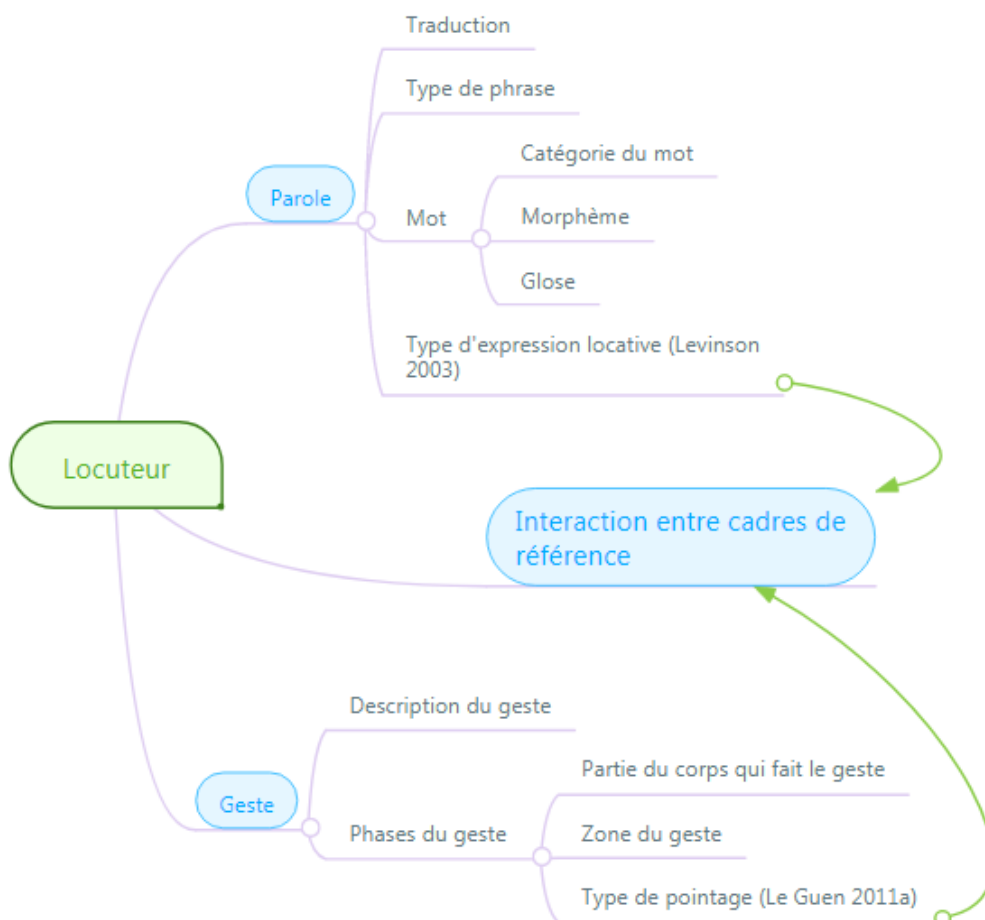 Traduction
Type de phrase
Catégorie du mot
Parole
Mot
Morphème
Glose
Type d'expression locative (Levinson
2003)
Locuteur
Interaction entre cadres de
référence
Description du geste
Partie du corps qui fait le geste
Geste
Phases du geste
Zone du geste
Type de pointage (Le Guen 2011a)